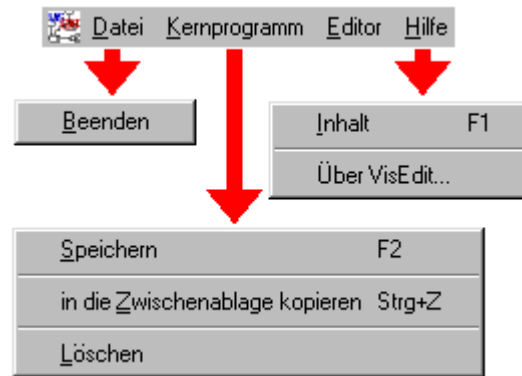 Datei Kernprogramm Editor Hilfe
Beenden
Inhalt F1
Über VisEdit...
Speichern F2
in die Zwischenablage kopieren Strg+Z
Löschen